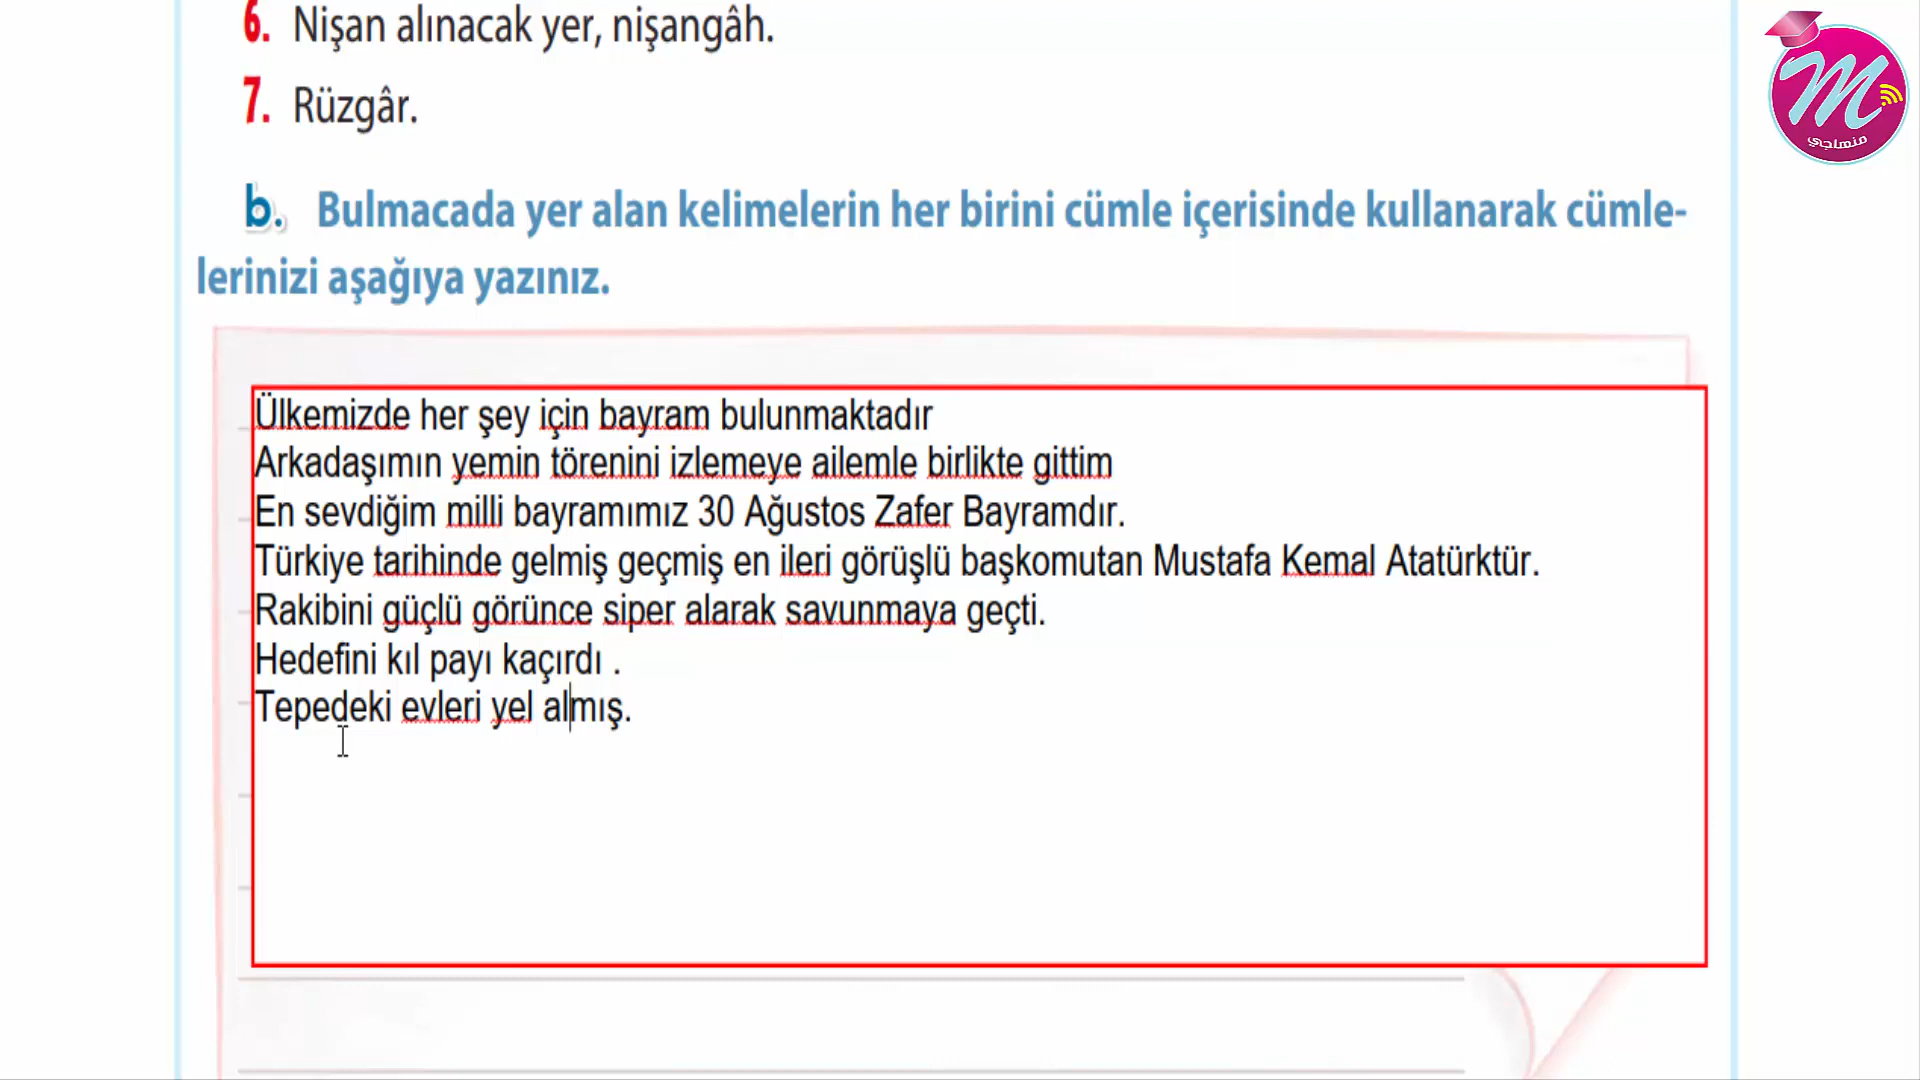 6. Nişan alınacak yer, nişangâh.
7. Rüzgâr.
b. Bulmacada yer alan kelimelerin her birini cümle içerisinde kullanarak cümle-
lerinizi aşağıya yazınız.
Ülkemizde her şey için bayram bulunmaktadır
Arkadaşımın yemin törenini izlemeye ailemle birlikte gittim
En sevdiğim milli bayramımız 30 Ağustos Zafer Bayramdır.
Türkiye tarihinde gelmiş geçmiş en ileri görüşlü başkomutan Mustafa Kemal Atatürktür.
Rakibini güçlü görünce siper alarak savunmaya geçti.
Hedefini kıl payı kaçırdı .
Tepedeki evleri yel almış.
M
منهاجي